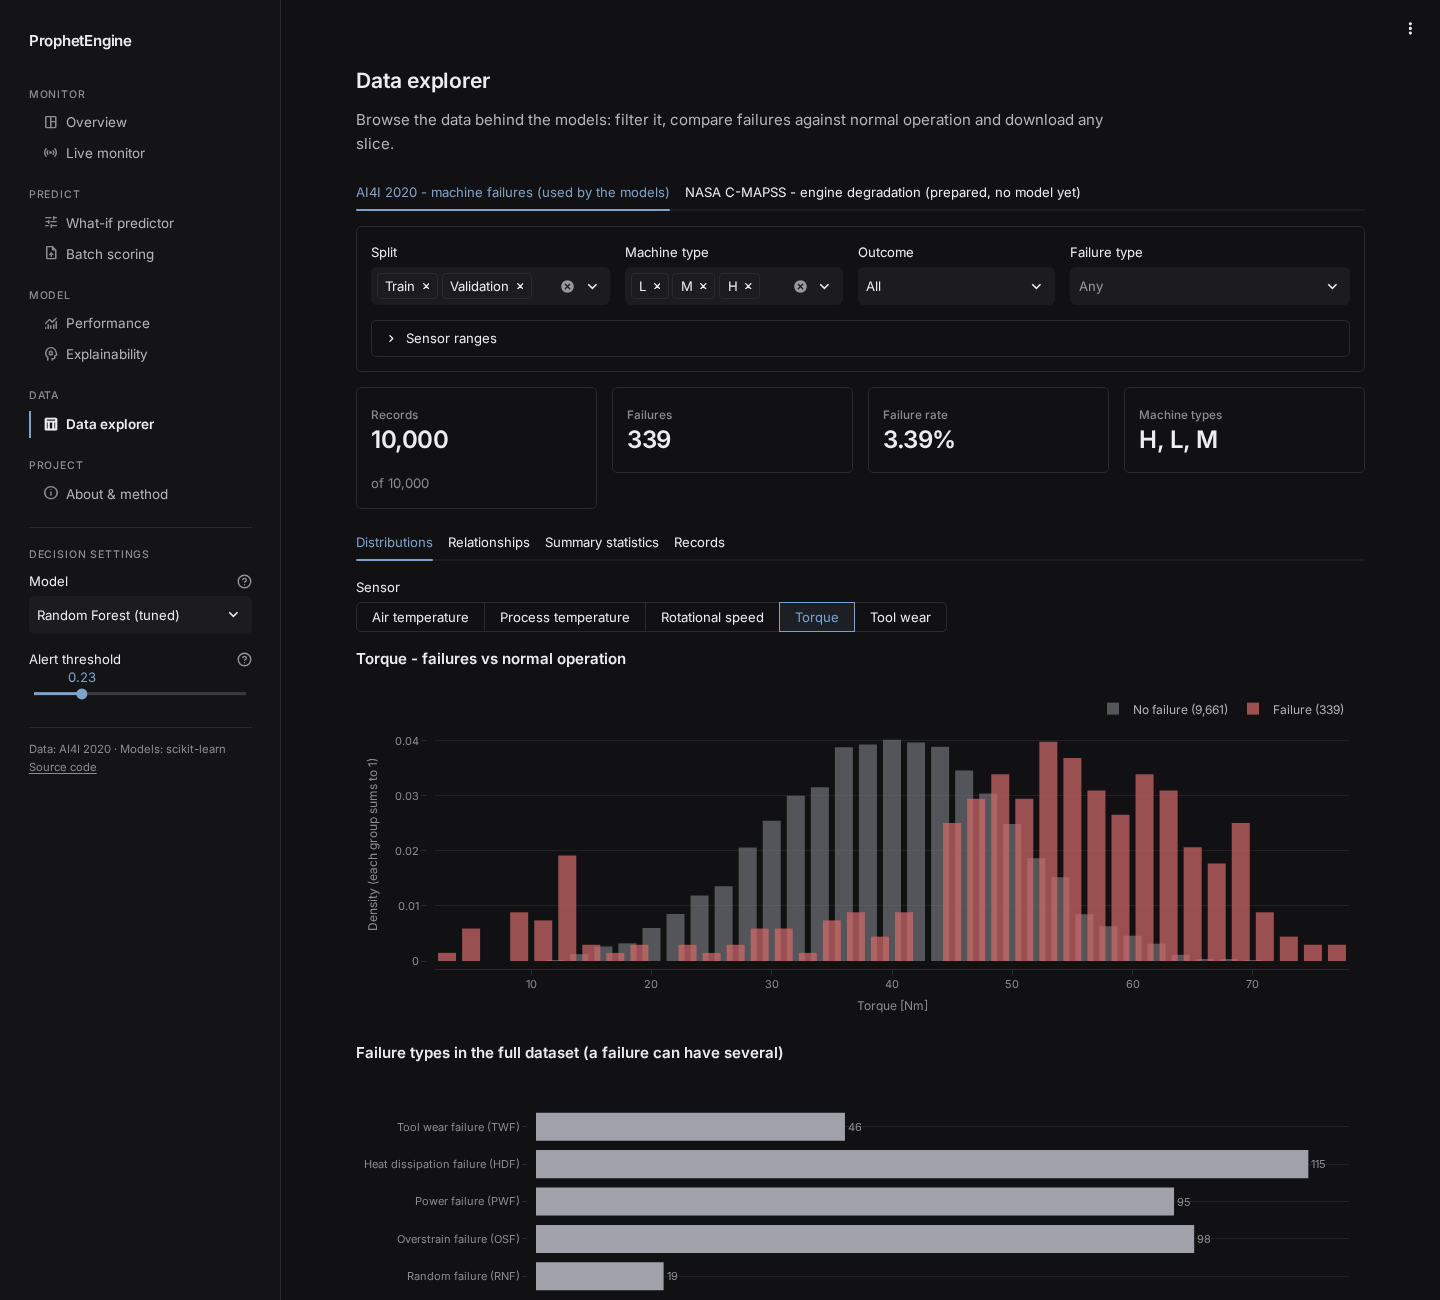 ProphetEngine
MONITOR
Overview
Live monitor
PREDICT
What-if predictor
Batch scoring
MODEL
Performance
Explainability
DATA
Data explorer
PROJECT
About & method
DECISION SETTINGS
Model
Random Forest (tuned)
Alert threshold
0.23
Data: AI4I 2020 · Models: scikit-learn
Source code
Data explorer
Browse the data behind the models: filter it, compare failures against normal operation and download any
slice.
AI4I 2020 - machine failures (used by the models) NASA C-MAPSS - engine degradation (prepared, no model yet)
Split Machine type Outcome Failure type
Train Validation L M H All Any
Sensor ranges
Records
10,000
of 10,000
Failures
339
Failure rate
3.39%
Machine types
H, L, M
Distributions Relationships Summary statistics Records
Sensor
Air temperature Process temperature Rotational speed Torque Tool wear
Torque - failures vs normal operation
No failure (9,661) Failure (339)
Density (each group sums to 1)
0.04
0.03
0.02
0.01
0
10 20 30 40 50 60 70
Torque [Nm]
Failure types in the full dataset (a failure can have several)
Tool wear failure (TWF) 46
Heat dissipation failure (HDF) 115
Power failure (PWF) 95
Overstrain failure (OSF) 98
Random failure (RNF) 19